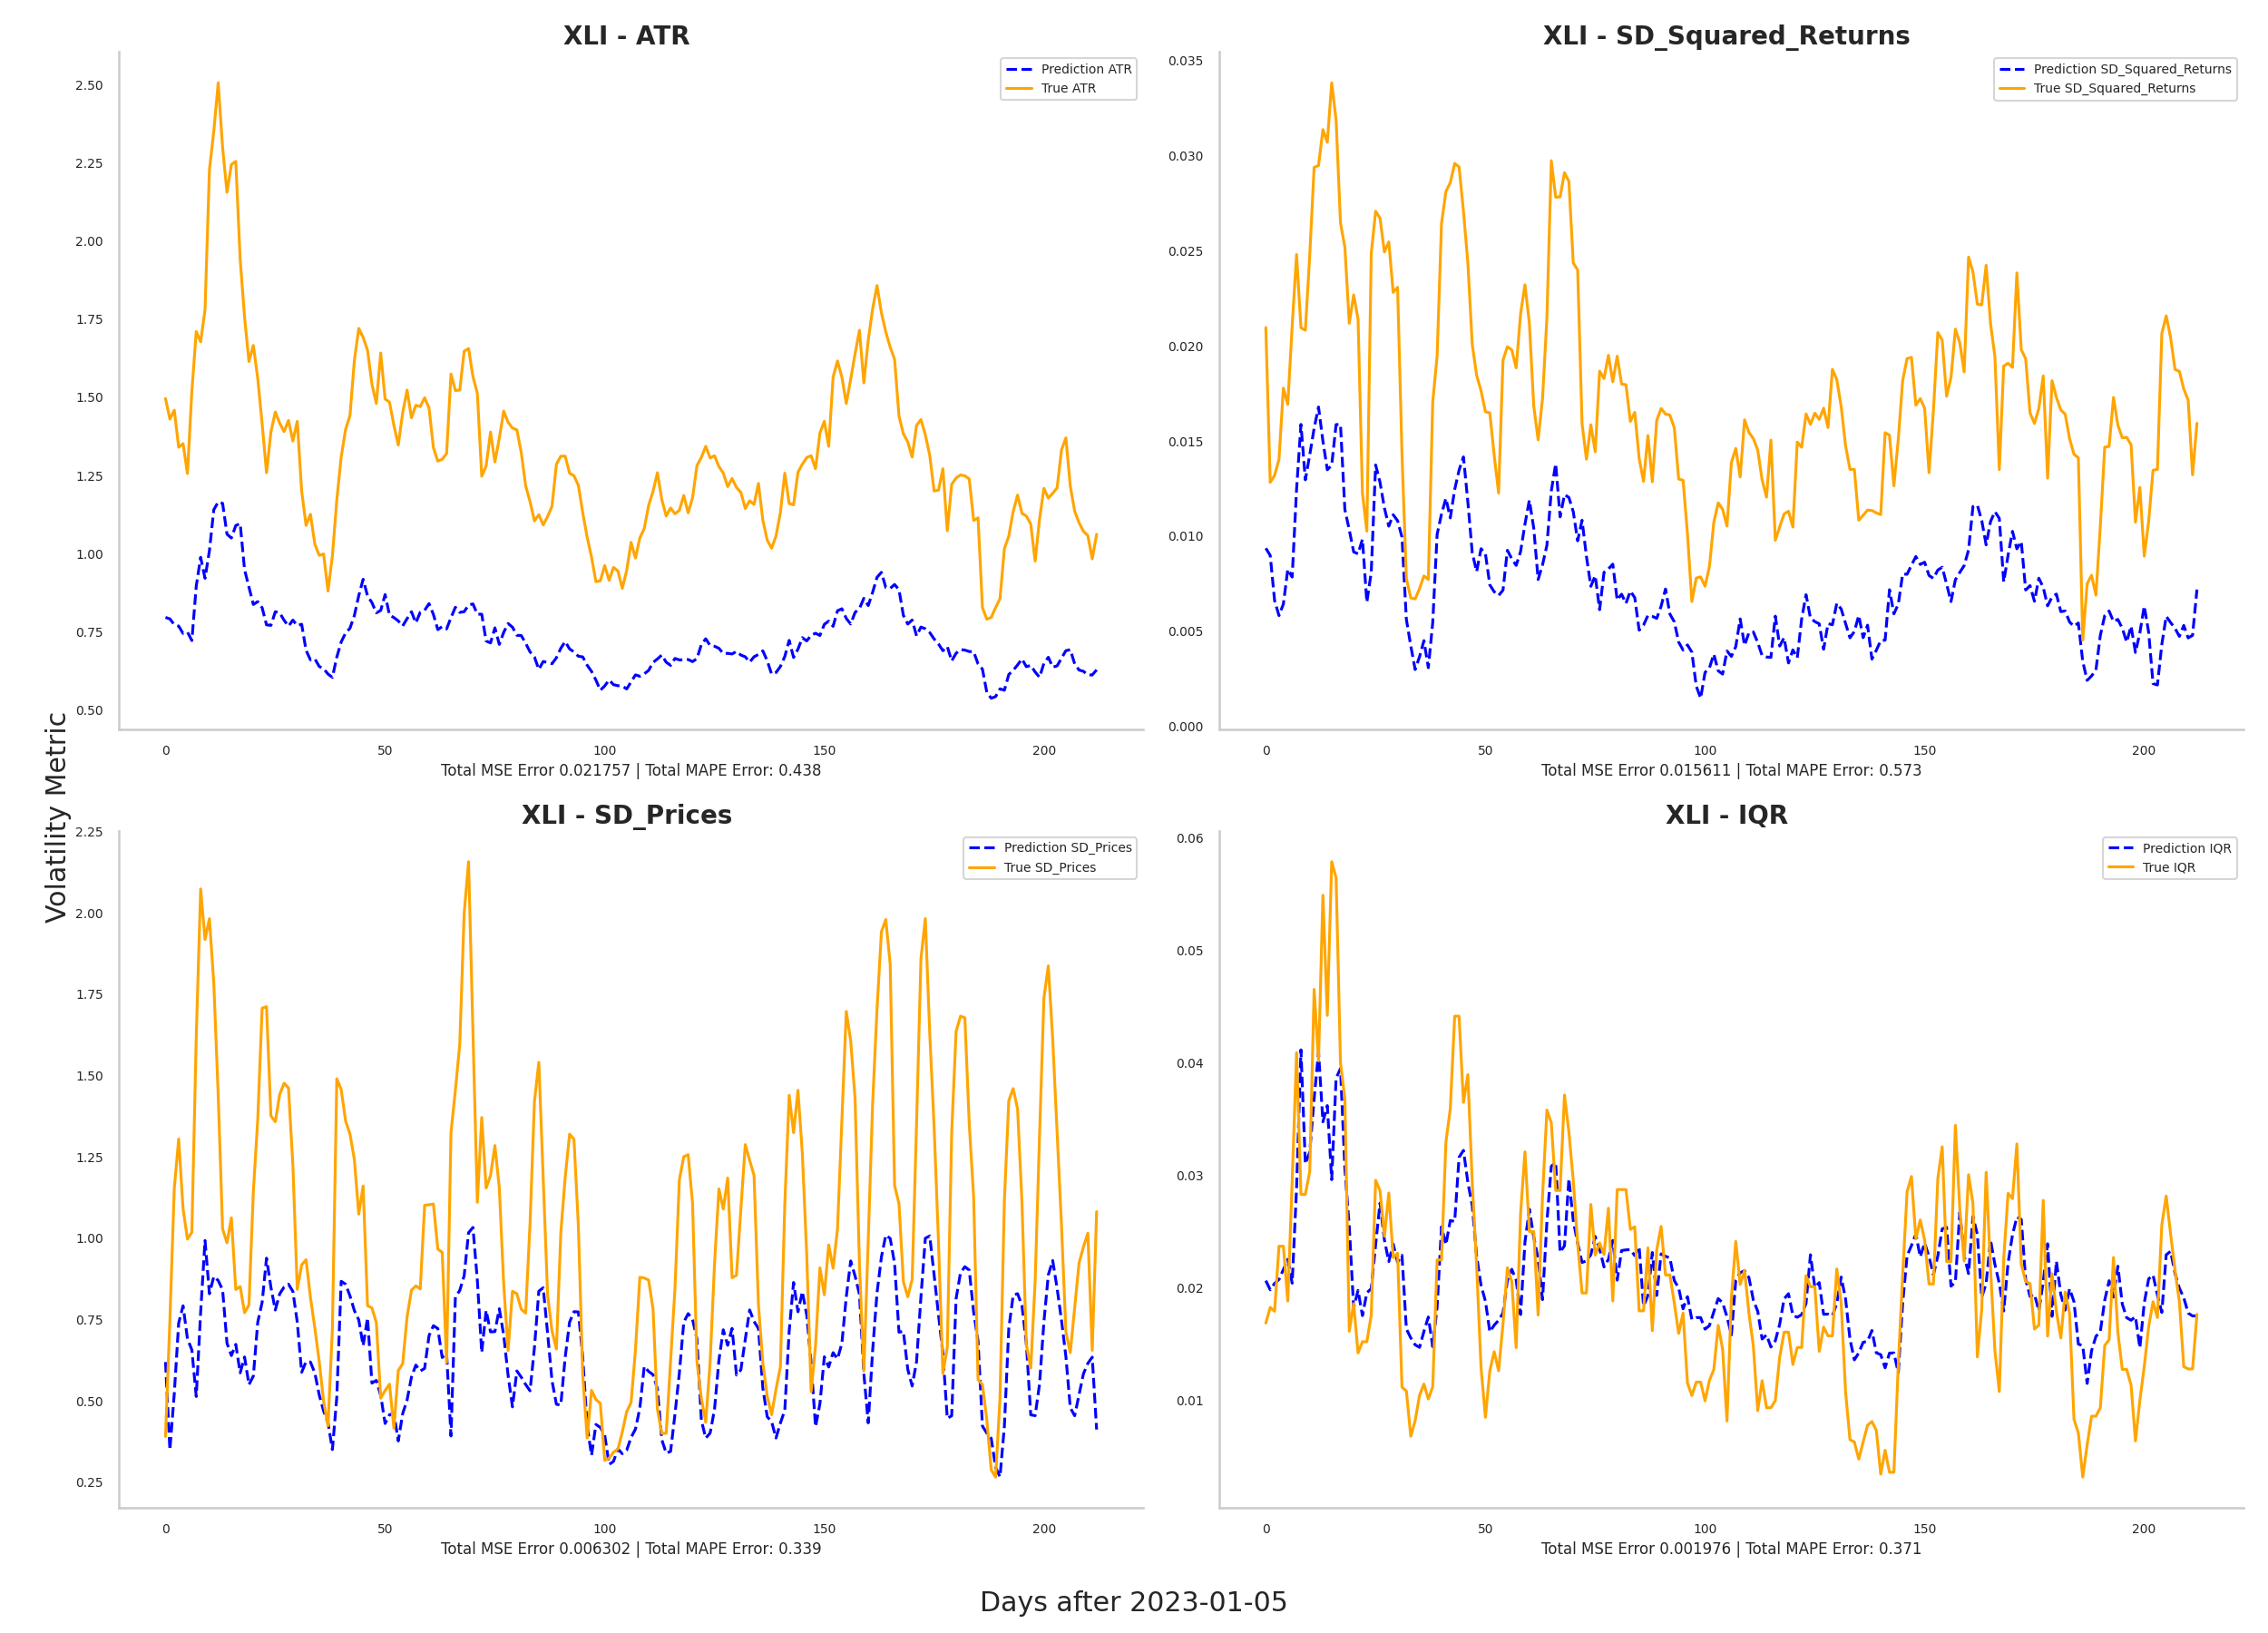 XLI - ATR
Prediction ATR
True ATR
2.50
2.25
2.00
1.75
1.50
1.25
1.00
0.75
0.50
0
50
100
150
200
Total MSE Error 0.021757 | Total MAPE Error: 0.438
XLI - SD_Squared_Returns
Prediction SD_Squared_Returns
True SD_Squared_Returns
0.035
0.030
0.025
0.020
0.015
0.010
0.005
0.000
0
50
100
150
200
Total MSE Error 0.015611 | Total MAPE Error: 0.573
Volatility Metric
XLI - SD_Prices
Prediction SD_Prices
True SD_Prices
2.25
2.00
1.75
1.50
1.25
1.00
0.75
0.50
0.25
0
50
100
150
200
Total MSE Error 0.006302 | Total MAPE Error: 0.339
XLI - IQR
Prediction IQR
True IQR
0.06
0.05
0.04
0.03
0.02
0.01
0
50
100
150
200
Total MSE Error 0.001976 | Total MAPE Error: 0.371
Days after 2023-01-05